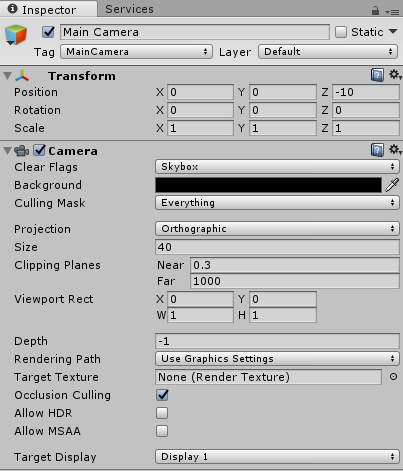 Inspector Services
Main Camera Static
Tag MainCamera Layer Default
Transform
Position X 0 Y 0 Z -10
Rotation X 0 Y 0 Z 0
Scale X 1 Y 1 Z 1
Camera
Clear Flags Skybox
Background
Culling Mask Everything
Projection Orthographic
Size 40
Clipping Planes Near 0.3
Far 1000
Viewport Rect X 0 Y 0
W 1 H 1
Depth -1
Rendering Path Use Graphics Settings
Target Texture None (Render Texture)
Occlusion Culling
Allow HDR
Allow MSAA
Target Display Display 1